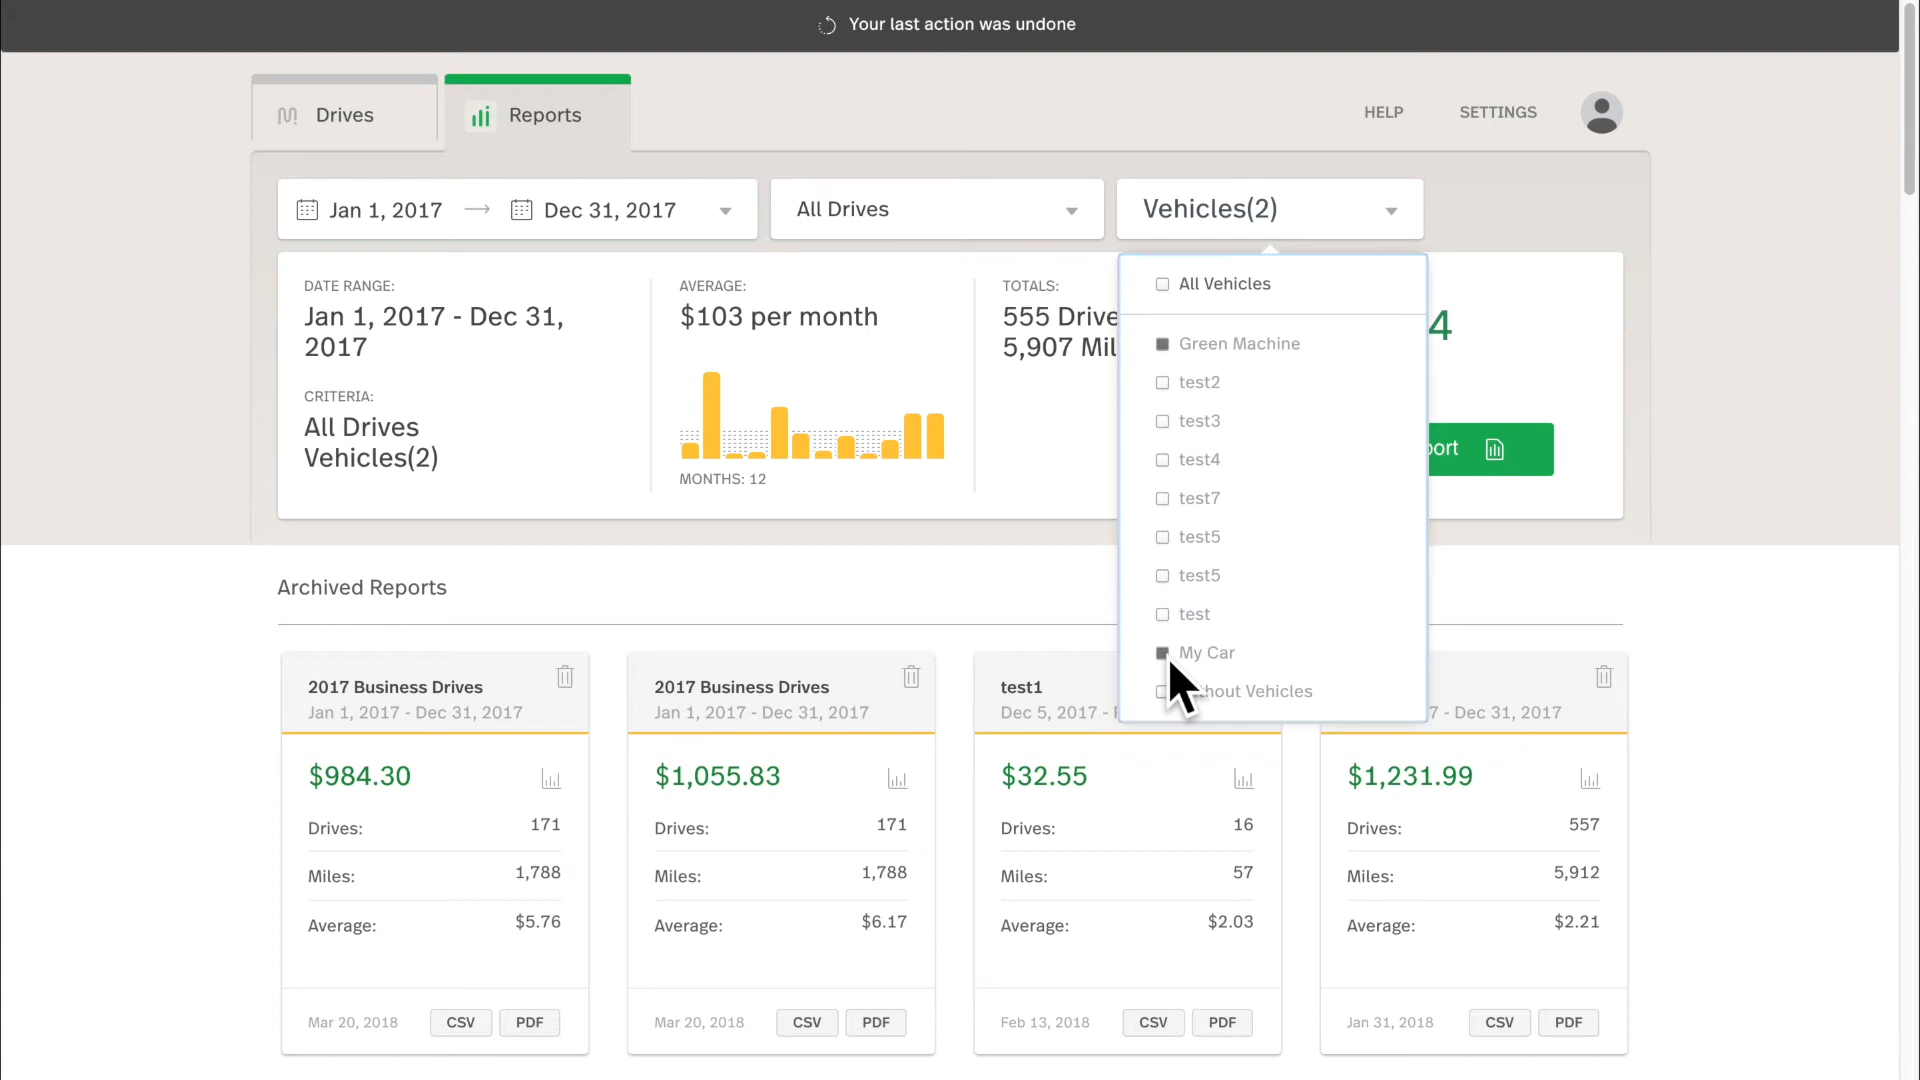 Your last action was undone
Drives
Reports
HELP
SETTINGS
Jan 1, 2017
Dec 31, 2017
All Drives
Vehicles(2)
DATE RANGE:
Jan 1, 2017 - Dec 31,
2017
CRITERIA:
All Drives
Vehicles(2)
AVERAGE:
$103 per month
MONTHS: 12
TOTALS:
555 Drive
5,907 Mil
4
port
All Vehicles
Green Machine
test2
test3
test4
test7
test5
test5
test
My Car
thout Vehicles
Archived Reports
2017 Business Drives
Jan 1, 2017 - Dec 31, 2017
$984.30
Drives: 171
Miles: 1,788
Average: $5.76
Mar 20, 2018 CSV PDF
2017 Business Drives
Jan 1, 2017 - Dec 31, 2017
$1,055.83
Drives: 171
Miles: 1,788
Average: $6.17
Mar 20, 2018 CSV PDF
test1
Dec 5, 2017 -
$32.55
Drives: 16
Miles: 57
Average: $2.03
Feb 13, 2018 CSV PDF
7 - Dec 31, 2017
$1,231.99
Drives: 557
Miles: 5,912
Average: $2.21
Jan 31, 2018 CSV PDF